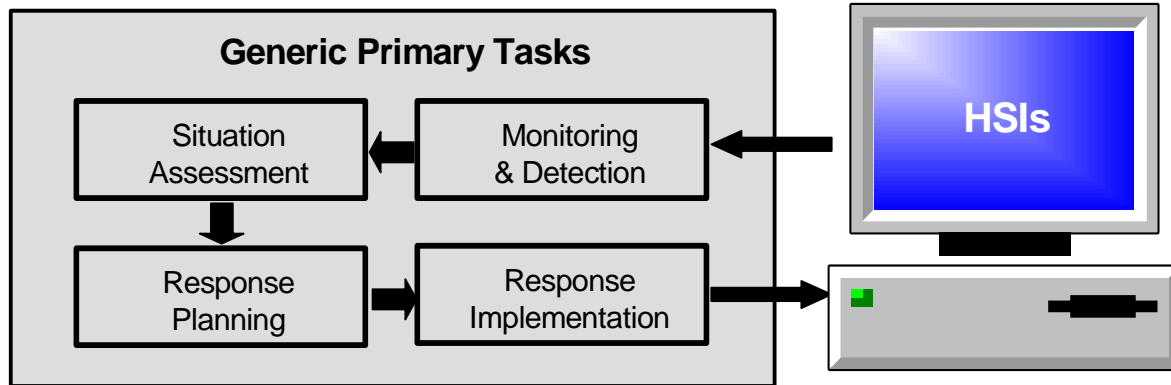 Generic Primary Tasks
Situation
Assessment
Monitoring
& Detection
HSIs
Response
Planning
Response
Implementation